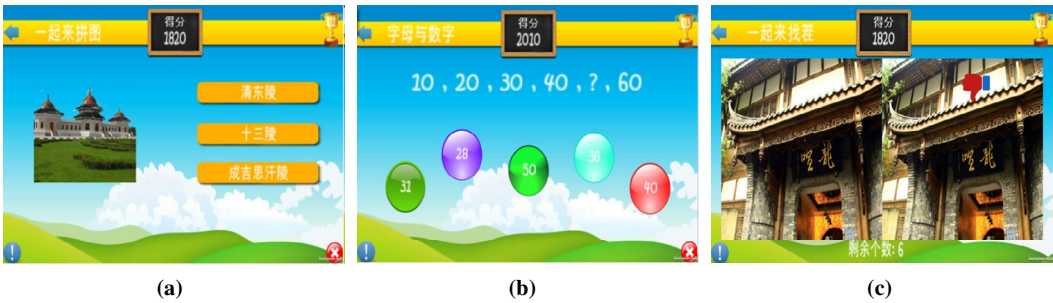 一起来拼图
得分
1820
清东陵
十三陵
成吉思汗陵
(a)
字母与数字
得分
2010
10 , 20 , 30 , 40 , ? , 60
31
28
50
38
40
(b)
一起来找茬
得分
1820
剩余个数: 6
(c)